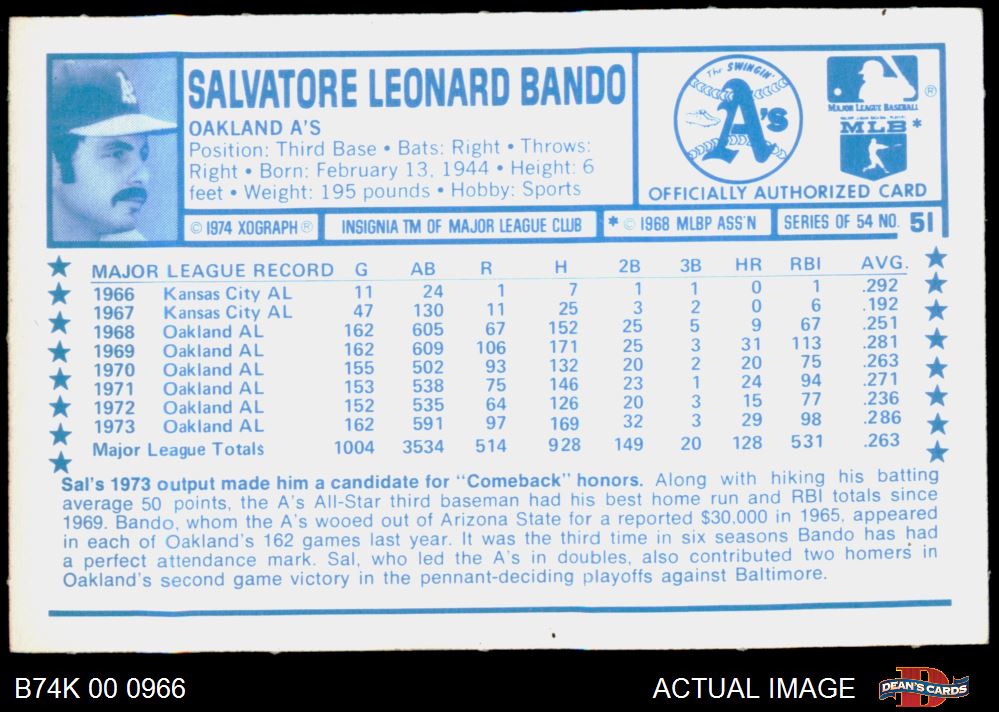 SALVATORE LEONARD BANDO
OAKLAND A'S
Position: Third Base • Bats: Right • Throws:
Right • Born: February 13, 1944 • Height: 6
feet • Weight: 195 pounds • Hobby: Sports
The SWINGIN'
A's
MAJOR LEAGUE BASEBALL ®
MLB *
OFFICIALLY AUTHORIZED CARD
© 1974 XOGRAPH ® INSIGNIA TM OF MAJOR LEAGUE CLUB * © 1968 MLBP ASS'N SERIES OF 54 NO. 51
MAJOR LEAGUE RECORD G AB R H 2B 3B HR RBI AVG.
1966 Kansas City AL 11 24 1 7 1 1 0 1 .292
1967 Kansas City AL 47 130 11 25 3 2 0 6 .192
1968 Oakland AL 162 605 67 152 25 5 9 67 .251
1969 Oakland AL 162 609 106 171 25 3 31 113 .281
1970 Oakland AL 155 502 93 132 20 2 20 75 .263
1971 Oakland AL 153 538 75 146 23 1 24 94 .271
1972 Oakland AL 152 535 64 126 20 3 15 77 .236
1973 Oakland AL 162 591 97 169 32 3 29 98 .286
Major League Totals 1004 3534 514 928 149 20 128 531 .263
Sal's 1973 output made him a candidate for "Comeback" honors. Along with hiking his batting
average 50 points, the A's All-Star third baseman had his best home run and RBI totals since
1969. Bando, whom the A's wooed out of Arizona State for a reported $30,000 in 1965, appeared
in each of Oakland's 162 games last year. It was the third time in six seasons Bando has had
a perfect attendance mark. Sal, who led the A's in doubles, also contributed two homers in
Oakland's second game victory in the pennant-deciding playoffs against Baltimore.
B74K 00 0966
ACTUAL IMAGE
D
DEAN'S CARDS